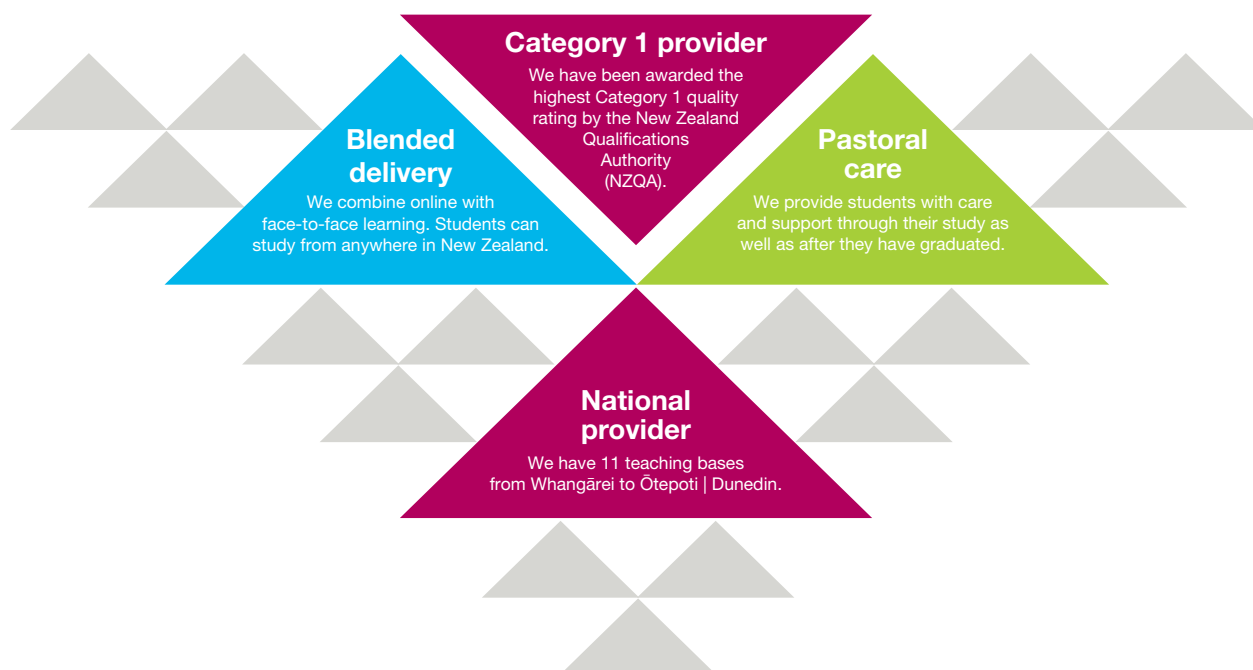 Category 1 provider
We have been awarded the
highest Category 1 quality
rating by the New Zealand
Qualifications
Authority
(NZQA).
Blended
delivery
We combine online with
face-to-face learning. Students can
study from anywhere in New Zealand.
Pastoral
care
We provide students with care
and support through their study as
well as after they have graduated.
National
provider
We have 11 teaching bases
from Whangārei to Ōtepoti | Dunedin.